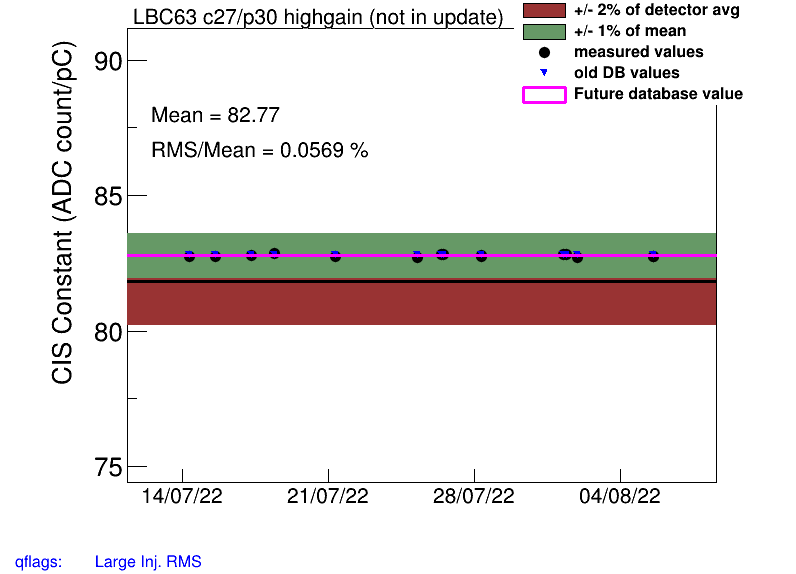 LBC63 c27/p30 highgain (not in update)
+/- 2% of detector avg
+/- 1% of mean
measured values
old DB values
Future database value
Mean = 82.77
RMS/Mean = 0.0569 %
CIS Constant (ADC count/pC)
90
85
80
75
14/07/22 21/07/22 28/07/22 04/08/22
qflags: Large Inj. RMS